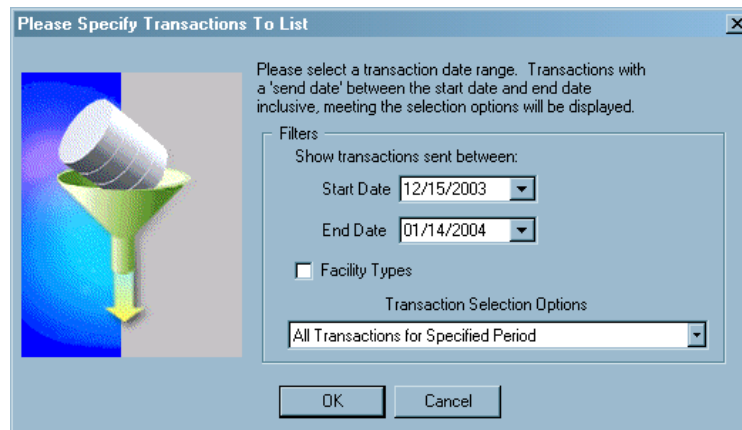 Please Specify Transactions To List
Please select a transaction date range. Transactions with
a 'send date' between the start date and end date
inclusive, meeting the selection options will be displayed.
Filters
Show transactions sent between:
Start Date 12/15/2003
End Date 01/14/2004
Facility Types
Transaction Selection Options
All Transactions for Specified Period
OK Cancel